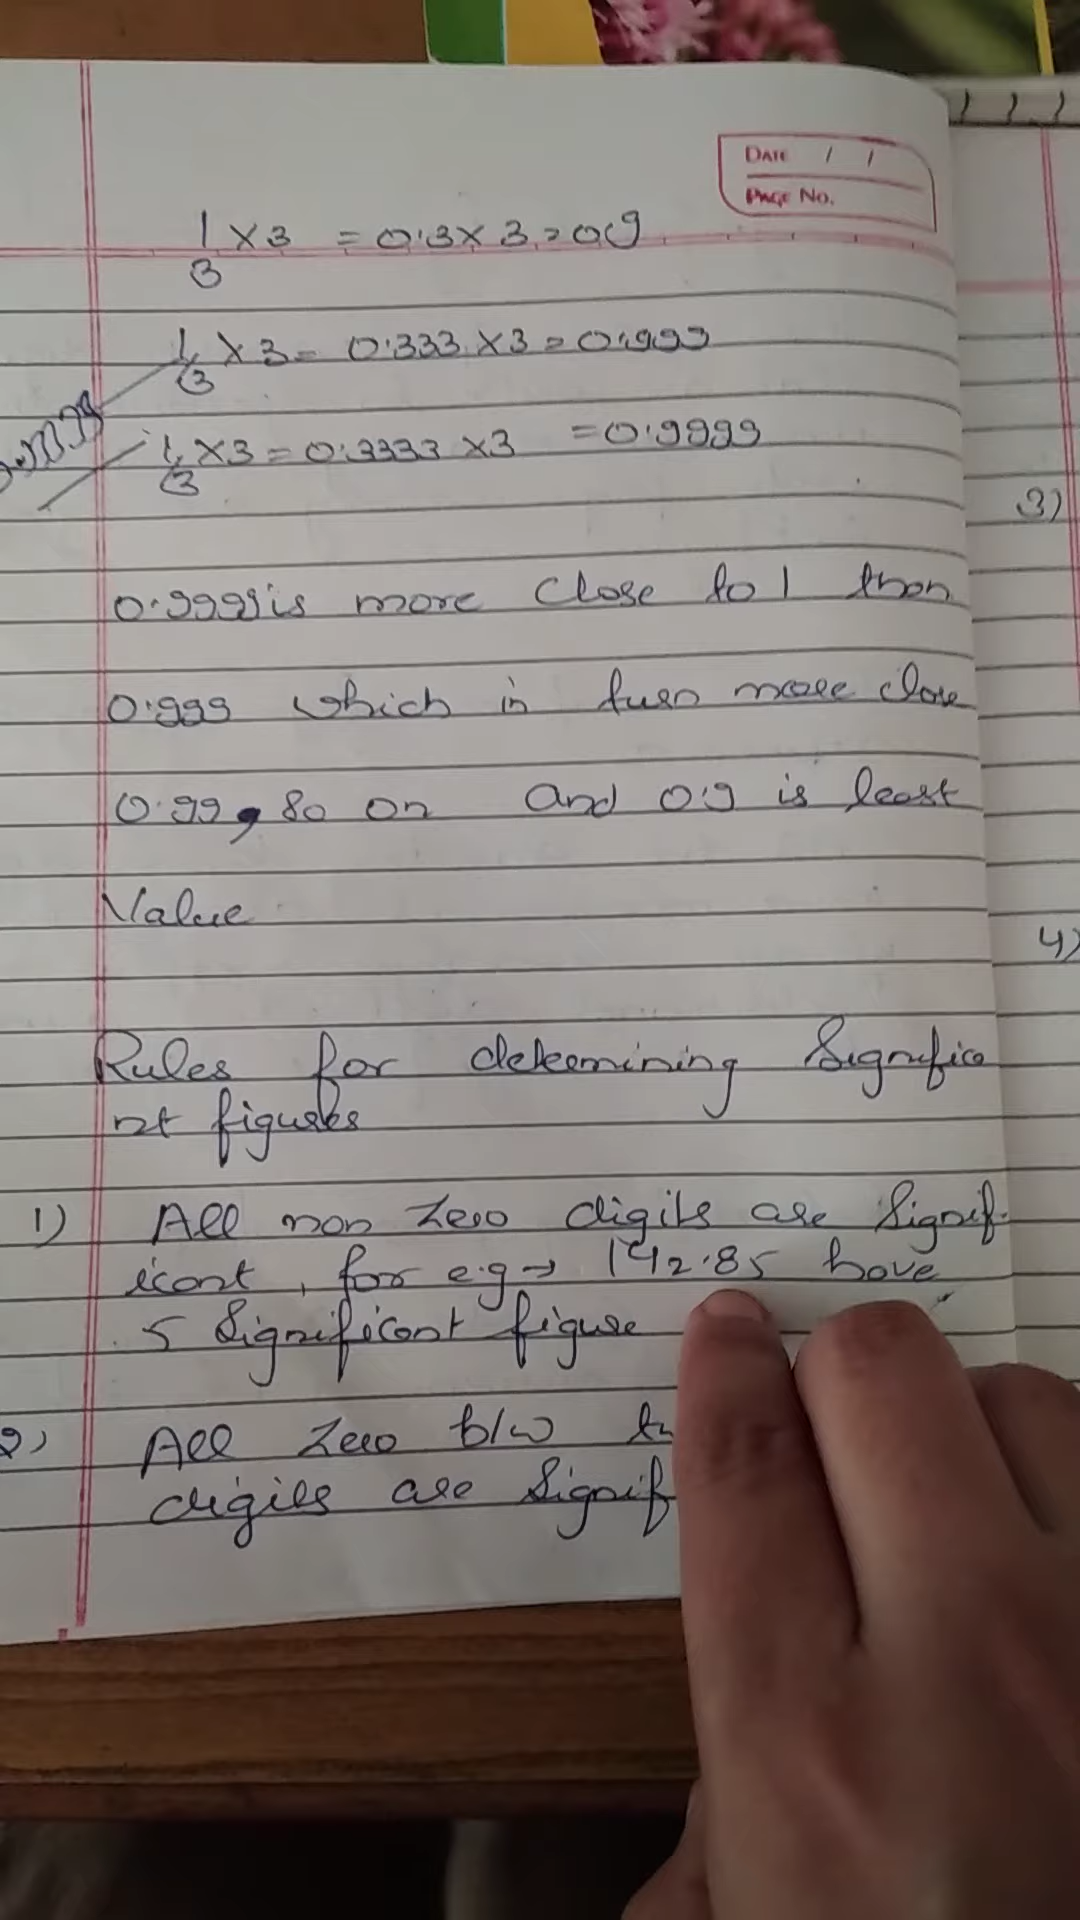 DATE / /
PAGE No.
1/3 × 3 = 0.3 × 3 = 0.9
1/3 × 3 = 0.333 × 3 = 0.999
1/3 × 3 = 0.3333 × 3 = 0.9999
0.9999 is more close to 1 than
0.999 which in turn more close
0.99, so on and 0.9 is least
Value
Rules for determining Significa
nt figures
1) All non zero digits are Signif-
icant, for e.g → 142.85 have
5 Significant figure
2) All zero b/w
digits are Signif
3)
4)